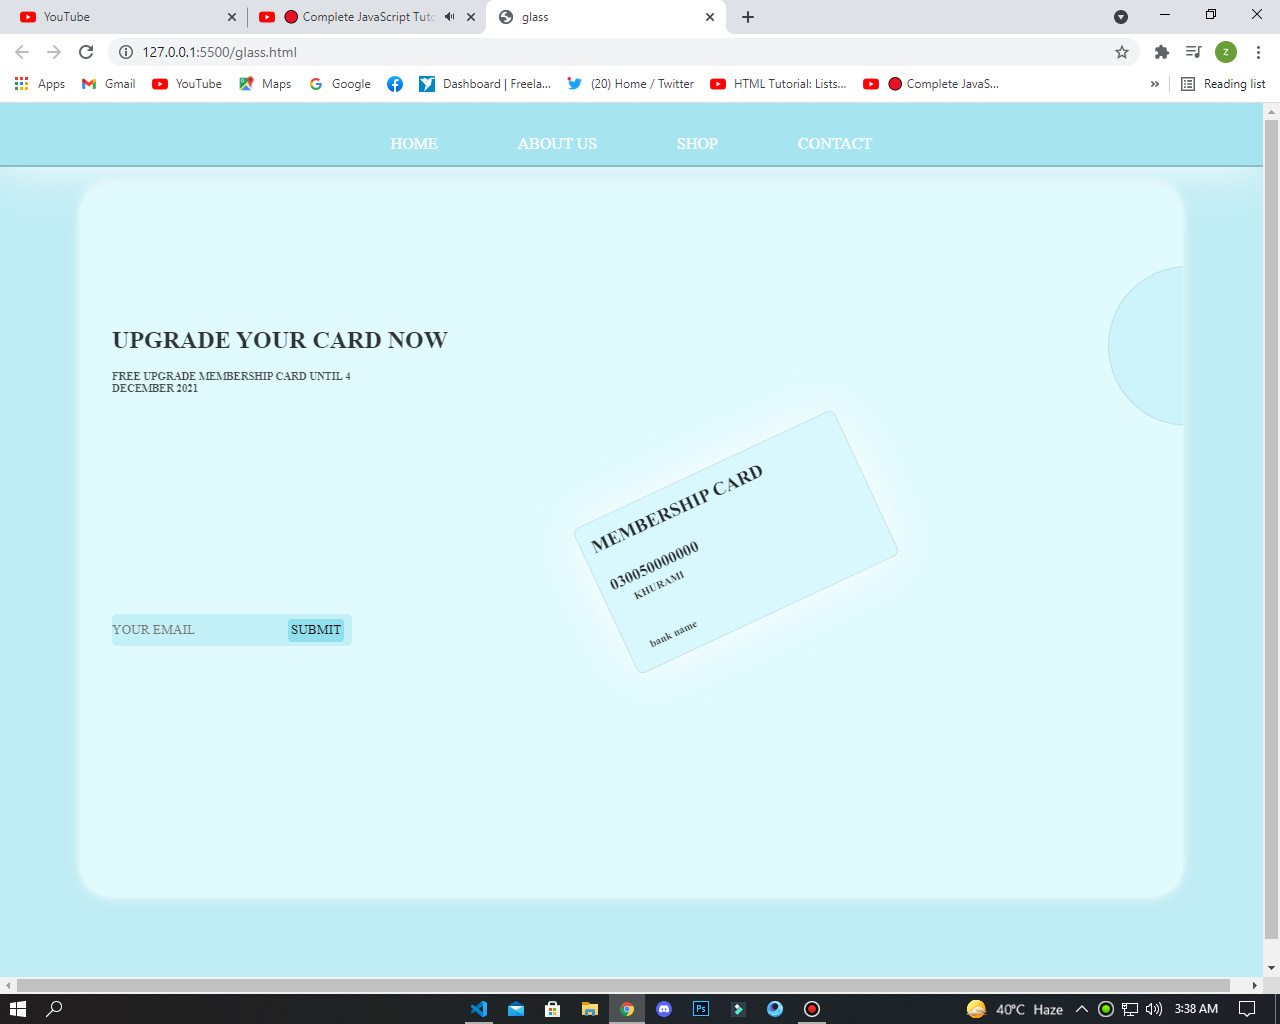 YouTube
Complete JavaScript Tuto
glass
127.0.0.1:5500/glass.html
z
Apps
Gmail
YouTube
Maps
Google
Dashboard | Freela...
(20) Home / Twitter
HTML Tutorial: Lists...
Complete JavaS...
»
Reading list
HOME
ABOUT US
SHOP
CONTACT
UPGRADE YOUR CARD NOW
FREE UPGRADE MEMBERSHIP CARD UNTIL 4
DECEMBER 2021
MEMBERSHIP CARD
030050000000
KHURAMI
bank name
YOUR EMAIL
SUBMIT
Ps
40°C Haze
3:38 AM